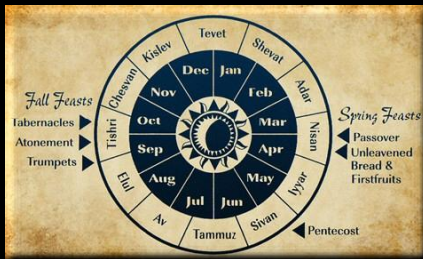 Fall Feasts
Tabernacles
Atonement
Trumpets
Spring Feasts
Passover
Unleavened
Bread &
Firstfruits
Pentecost
Tevet
Shevat
Adar
Nisan
Iyyar
Sivan
Tammuz
Av
Elul
Tishri
Chesvan
Kislev
Jan
Feb
Mar
Apr
May
Jun
Jul
Aug
Sep
Oct
Nov
Dec